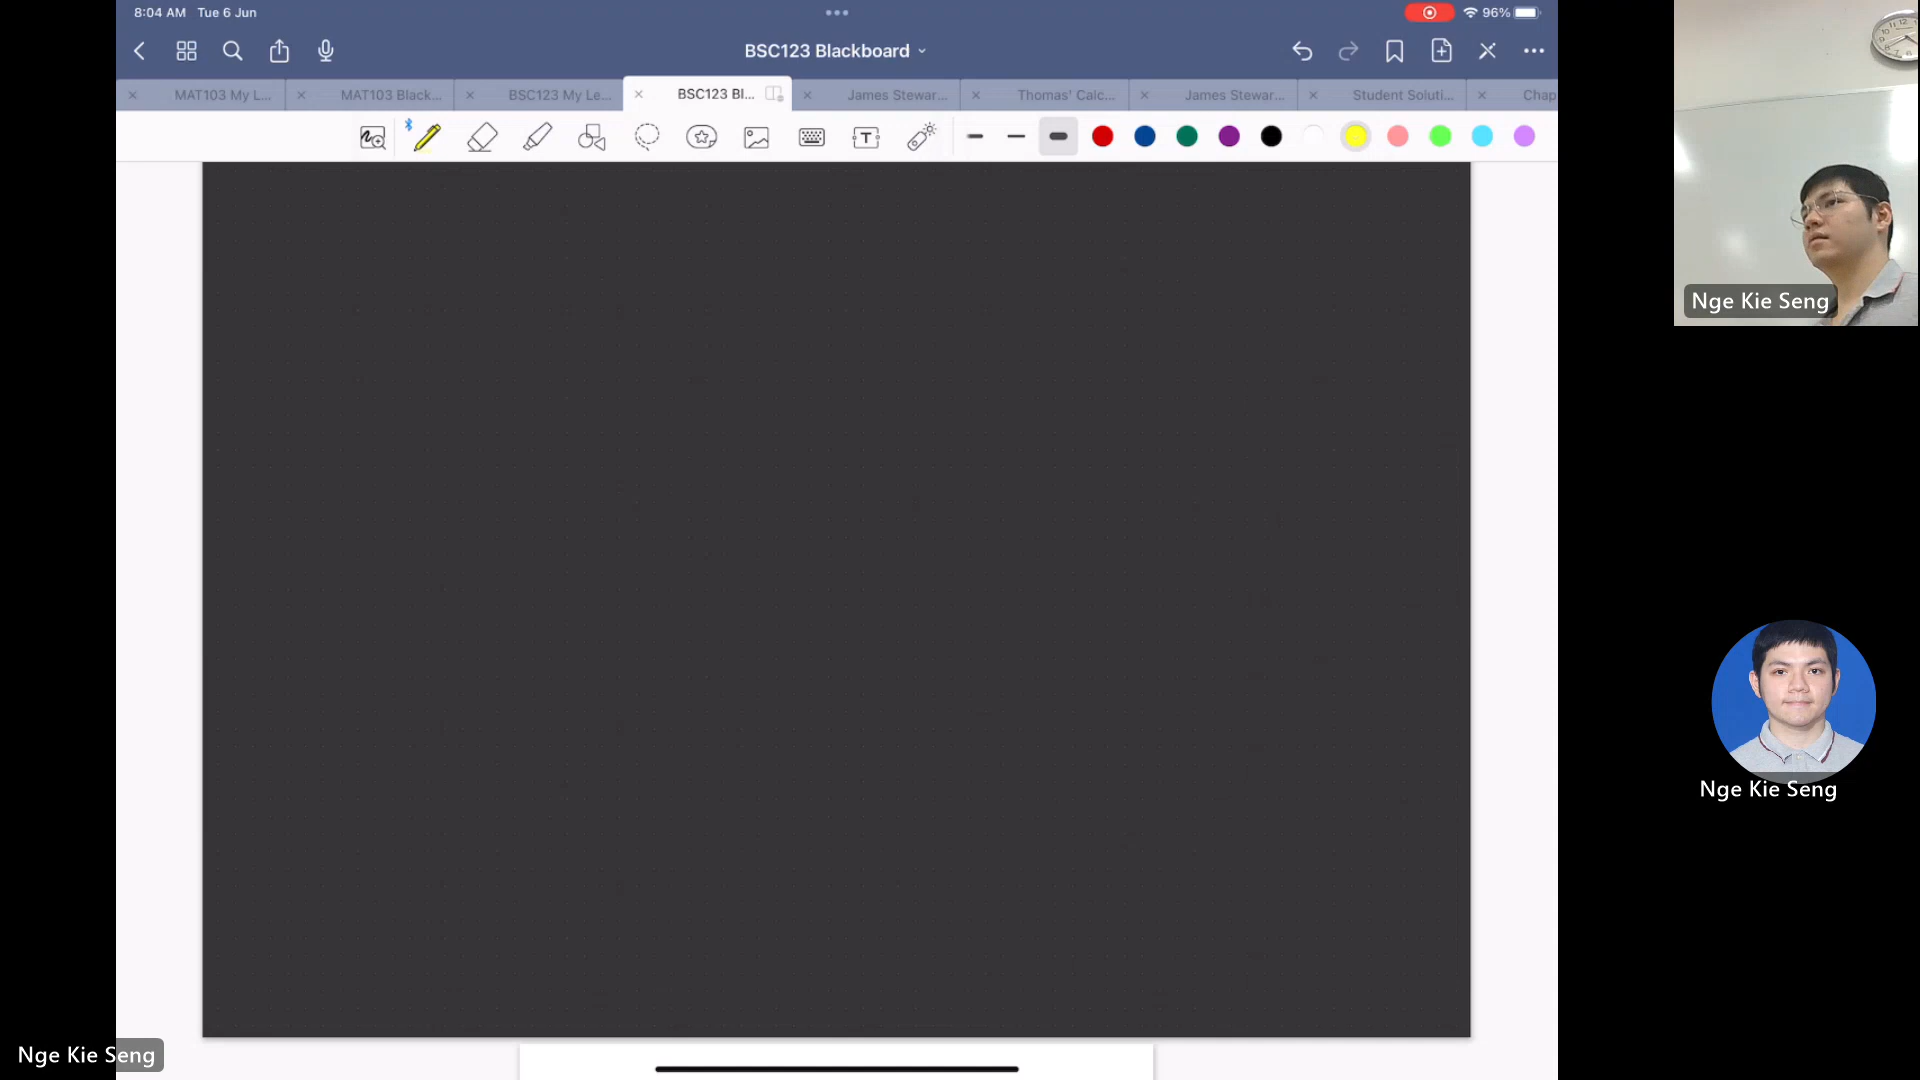 8:04 AM Tue 6 Jun
96%
BSC123 Blackboard
MAT103 My L...
MAT103 Black...
BSC123 My Le...
BSC123 Bl...
James Stewar...
Thomas' Calc...
James Stewar...
Student Soluti...
Chap
T
Nge Kie Seng
Nge Kie Seng
Nge Kie Seng